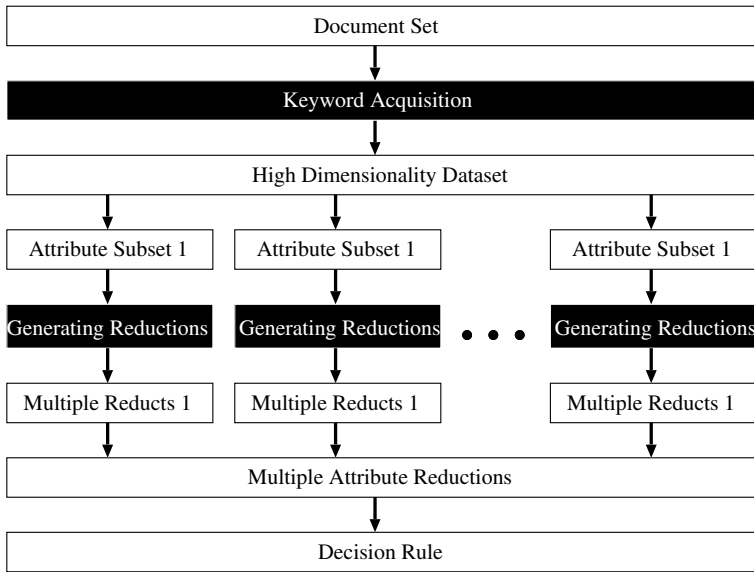 Document Set
Keyword Acquisition
High Dimensionality Dataset
Attribute Subset 1 Attribute Subset 1 Attribute Subset 1
Generating Reductions Generating Reductions Generating Reductions
Multiple Reducts 1 Multiple Reducts 1 Multiple Reducts 1
Multiple Attribute Reductions
Decision Rule